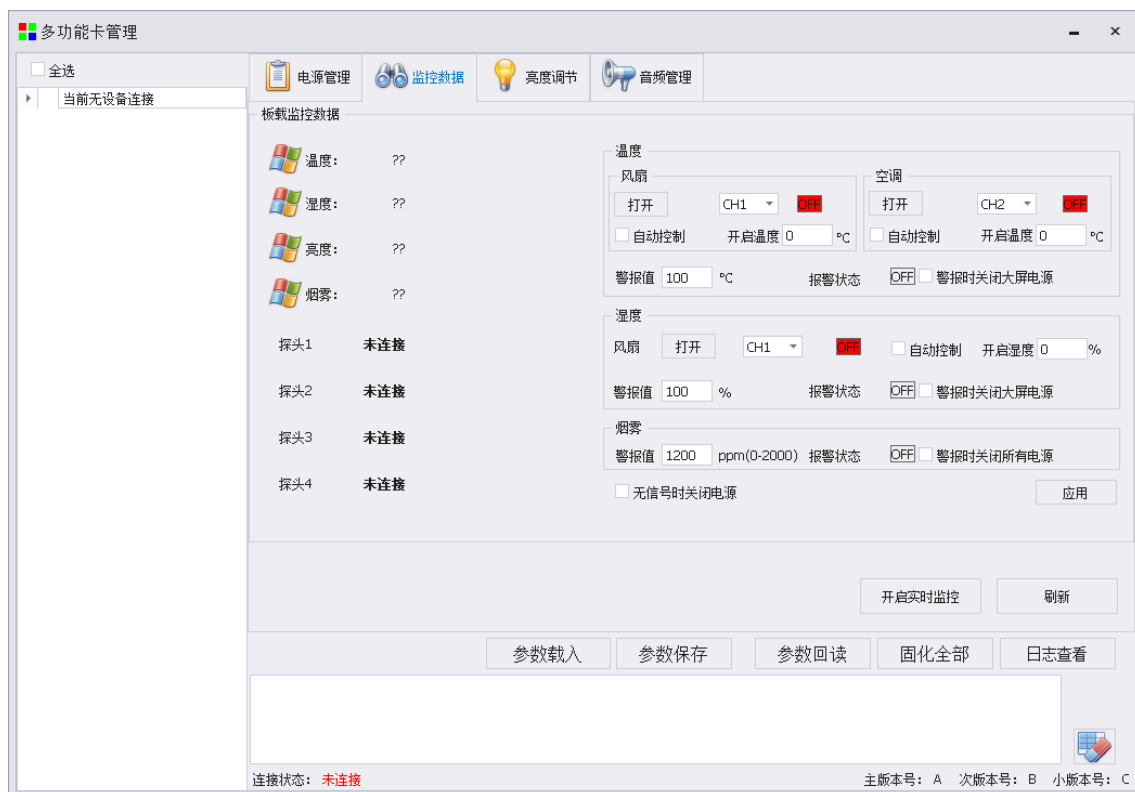 多功能卡管理
全选
当前无设备连接
电源管理 监控数据 亮度调节 音频管理
板载监控数据
温度: ??
湿度: ??
亮度: ??
烟雾: ??
探头1 未连接
探头2 未连接
探头3 未连接
探头4 未连接
温度
风扇
打开 CH1 OFF
自动控制 开启温度 0 ℃
空调
打开 CH2 OFF
自动控制 开启温度 0 ℃
警报值 100 ℃ 报警状态 OFF 警报时关闭大屏电源
湿度
风扇 打开 CH1 OFF 自动控制 开启湿度 0 %
警报值 100 % 报警状态 OFF 警报时关闭大屏电源
烟雾
警报值 1200 ppm(0-2000) 报警状态 OFF 警报时关闭所有电源
无信号时关闭电源 应用
开启实时监控 刷新
参数载入 参数保存 参数回读 固化全部 日志查看
连接状态: 未连接 主版本号: A 次版本号: B 小版本号: C